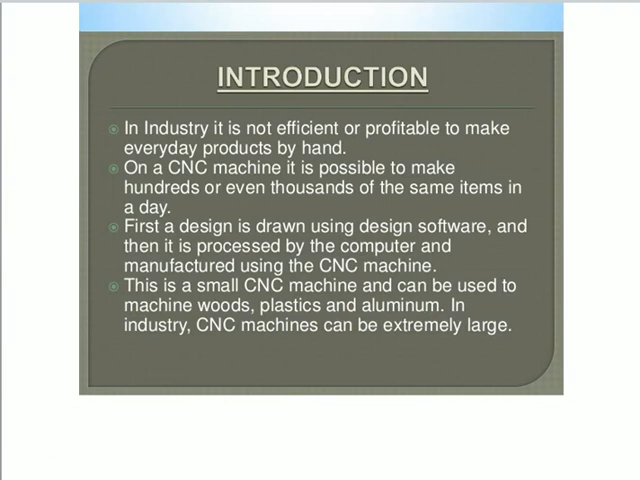 INTRODUCTION
In Industry it is not efficient or profitable to make
everyday products by hand.
On a CNC machine it is possible to make
hundreds or even thousands of the same items in
a day.
First a design is drawn using design software, and
then it is processed by the computer and
manufactured using the CNC machine.
This is a small CNC machine and can be used to
machine woods, plastics and aluminum. In
industry, CNC machines can be extremely large.